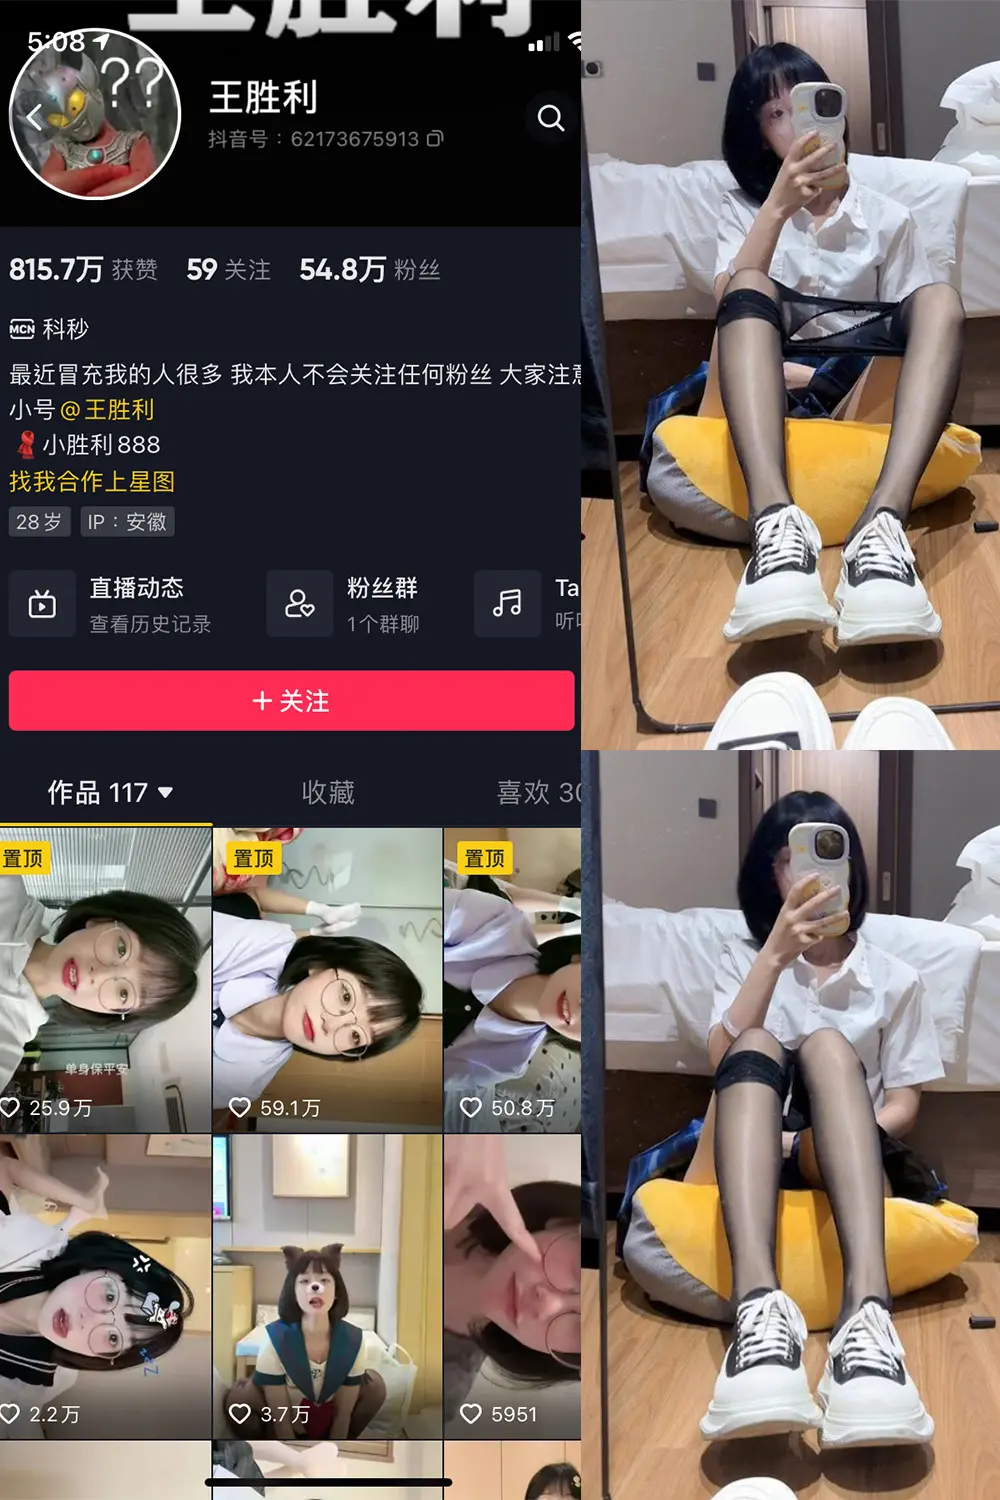 王胜利
5:08
??
王胜利
抖音号：62173675913
815.7万 获赞 59 关注 54.8万 粉丝
MCN 科秒
最近冒充我的人很多 我本人不会关注任何粉丝 大家注意
小号@王胜利
小胜利888
找我合作上星图
28岁 IP：安徽
直播动态
查看历史记录
粉丝群
1个群聊
Ta
听
+ 关注
作品 117
收藏
喜欢 30
置顶
单身保平安
25.9万
置顶
59.1万
置顶
50.8万
zzZ
2.2万
3.7万
5951